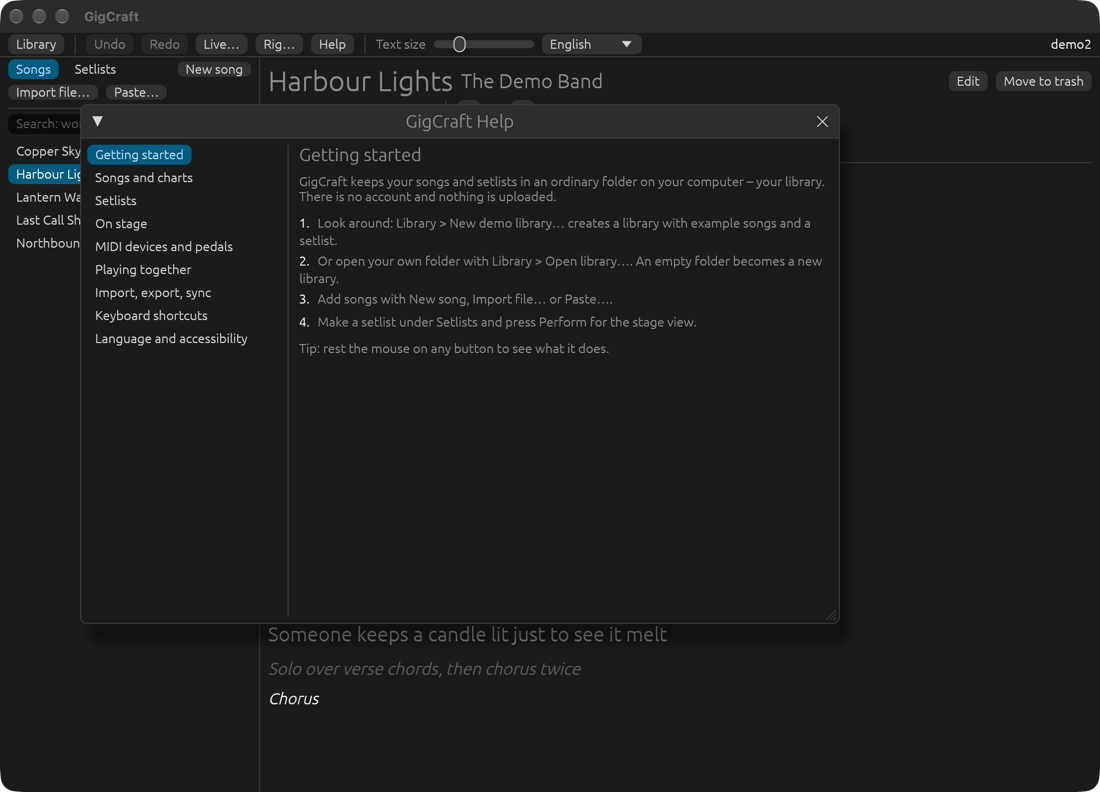 GigCraft
Library Undo Redo Live... Rig... Help Text size English demo2
Songs Setlists New song
Import file... Paste...
Harbour Lights The Demo Band
Edit Move to trash
Search:
Copper Sky
Harbour
Lantern
Last Call
GigCraft Help
Getting started
Songs and charts
Setlists
On stage
MIDI devices and pedals
Playing together
Import, export, sync
Keyboard shortcuts
Language and accessibility
Getting started
GigCraft keeps your songs and setlists in an ordinary folder on your computer – your library.
There is no account and nothing is uploaded.
1. Look around: Library > New demo library... creates a library with example songs and a
setlist.
2. Or open your own folder with Library > Open library.... An empty folder becomes a new
library.
3. Add songs with New song, Import file... or Paste....
4. Make a setlist under Setlists and press Perform for the stage view.
Tip: rest the mouse on any button to see what it does.
Someone keeps a candle lit just to see it melt
Solo over verse chords, then chorus twice
Chorus